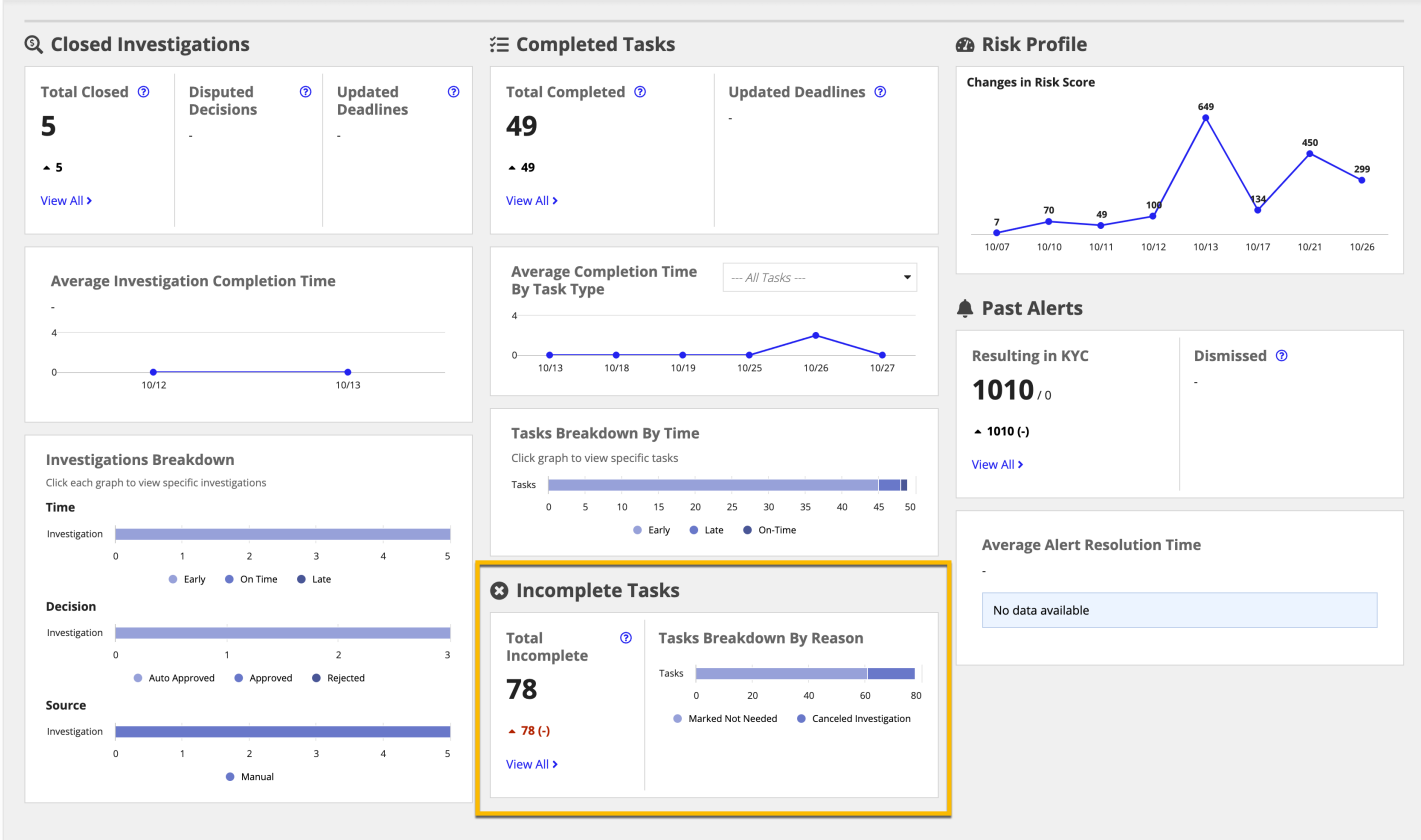 Closed Investigations
Total Closed
5
5
View All
Disputed
Decisions
-
Updated
Deadlines
-
Average Investigation Completion Time
-
4
0
10/12 10/13
Investigations Breakdown
Click each graph to view specific investigations
Time
Investigation
0 1 2 3 4 5
Early On Time Late
Decision
Investigation
0 1 2 3
Auto Approved Approved Rejected
Source
Investigation
0 1 2 3 4 5
Manual
Completed Tasks
Total Completed
49
49
View All
Updated Deadlines
-
Average Completion Time
By Task Type
--- All Tasks ---
4
0
10/13 10/18 10/19 10/25 10/26 10/27
Tasks Breakdown By Time
Click graph to view specific tasks
Tasks
0 5 10 15 20 25 30 35 40 45 50
Early Late On-Time
Incomplete Tasks
Total
Incomplete
78
78 (-)
View All
Tasks Breakdown By Reason
Tasks
0 20 40 60 80
Marked Not Needed Canceled Investigation
Risk Profile
Changes in Risk Score
7 70 49 100 649 134 450 299
10/07 10/10 10/11 10/12 10/13 10/17 10/21 10/26
Past Alerts
Resulting in KYC
1010 / 0
1010 (-)
View All
Dismissed
-
Average Alert Resolution Time
-
No data available